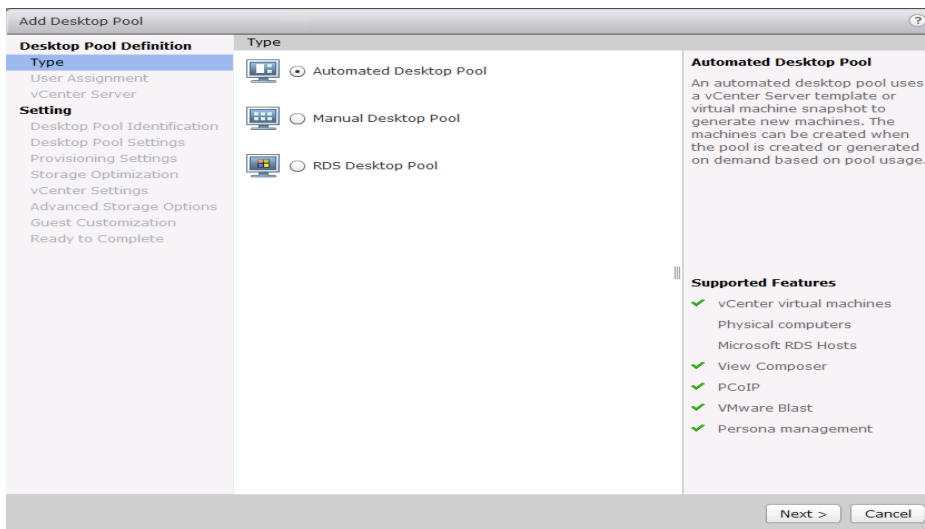 Add Desktop Pool
?
Desktop Pool Definition
Type
User Assignment
vCenter Server
Setting
Desktop Pool Identification
Desktop Pool Settings
Provisioning Settings
Storage Optimization
vCenter Settings
Advanced Storage Options
Guest Customization
Ready to Complete
Type
Automated Desktop Pool
Manual Desktop Pool
RDS Desktop Pool
Automated Desktop Pool
An automated desktop pool uses
a vCenter Server template or
virtual machine snapshot to
generate new machines. The
machines can be created when
the pool is created or generated
on demand based on pool usage.
Supported Features
vCenter virtual machines
Physical computers
Microsoft RDS Hosts
View Composer
PCoIP
VMware Blast
Persona management
Next >
Cancel